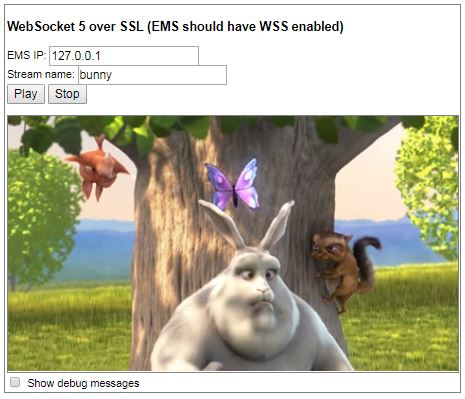 WebSocket 5 over SSL (EMS should have WSS enabled)
EMS IP: 127.0.0.1
Stream name: bunny
Play Stop
Show debug messages